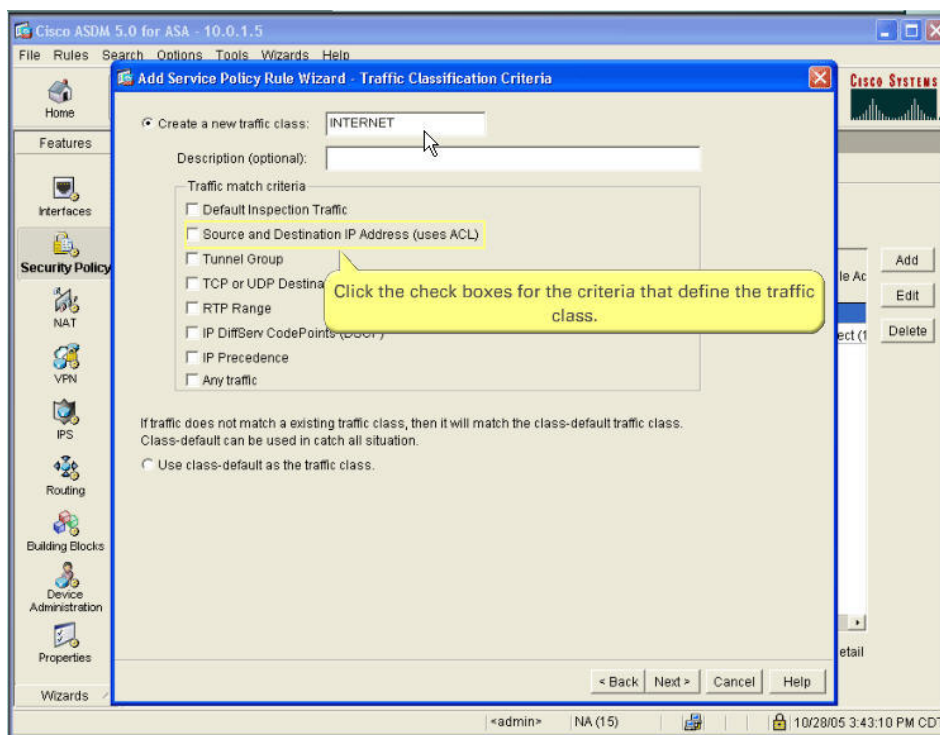 Cisco ASDM 5.0 for ASA - 10.0.1.5
File Rules Search Options Tools Wizards Help
Add Service Policy Rule Wizard - Traffic Classification Criteria
CISCO SYSTEMS
Home
Features
Interfaces
Security Policy
NAT
VPN
IPS
Routing
Building Blocks
Device
Administration
Properties
Wizards
Create a new traffic class: INTERNET
Description (optional):
Traffic match criteria
Default Inspection Traffic
Source and Destination IP Address (uses ACL)
Tunnel Group
TCP or UDP Destina
Click the check boxes for the criteria that define the traffic
class.
RTP Range
IP DiffServ CodePoints (DSCP)
IP Precedence
Any traffic
If traffic does not match a existing traffic class, then it will match the class-default traffic class.
Class-default can be used in catch all situation.
Use class-default as the traffic class.
< Back Next > Cancel Help
le Ac
ect (1
Add
Edit
Delete
etail
<admin> NA (15) 10/28/05 3:43:10 PM CDT